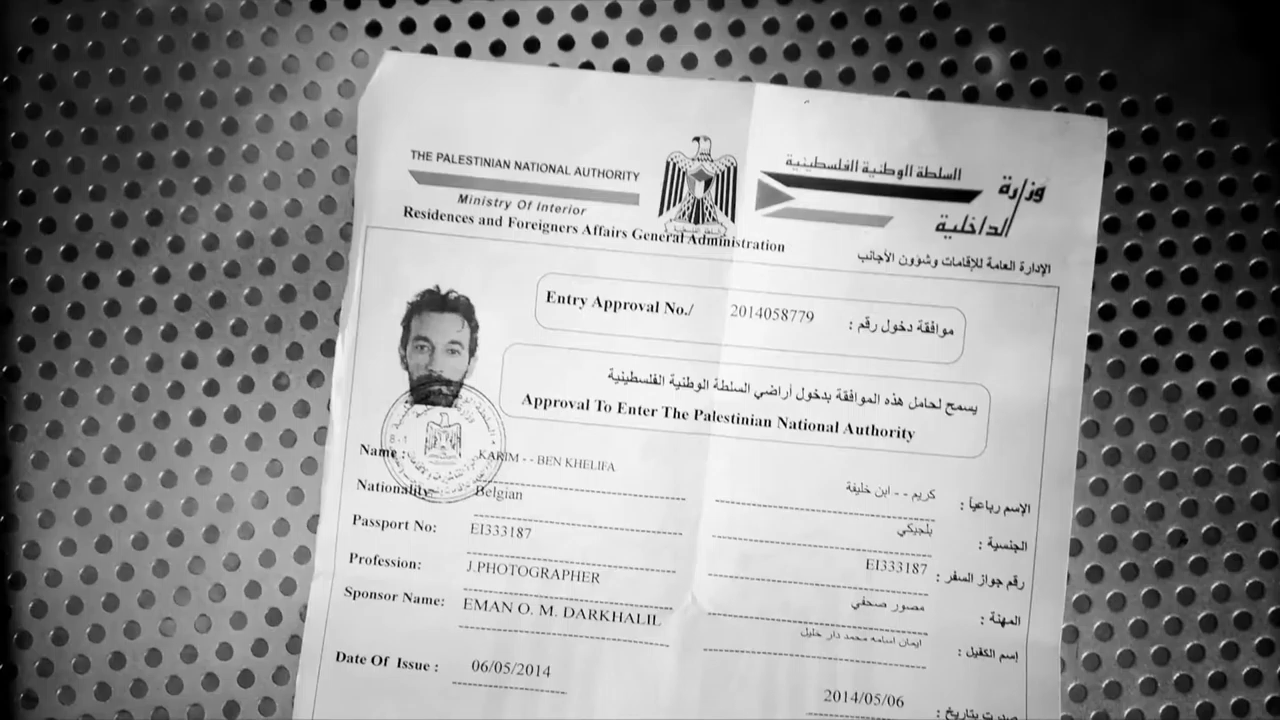 THE PALESTINIAN NATIONAL AUTHORITY
السلطة الوطنية الفلسطينية
Ministry Of Interior
وزارة الداخلية
Residences and Foreigners Affairs General Administration
الإدارة العامة للإقامات وشؤون الأجانب
Entry Approval No./ 2014058779 موافقة دخول رقم :
يسمح لحامل هذه الموافقة بدخول أراضي السلطة الوطنية الفلسطينية
Approval To Enter The Palestinian National Authority
Name : KARIM - - BEN KHELIFA
كريم - - ابن خليفة الإسم رباعياً :
Nationality Belgian
بلجيكي الجنسية :
Passport No: EI333187
EI333187 رقم جواز السفر :
Profession: J.PHOTOGRAPHER
مصور صحفي المهنة :
Sponsor Name: EMAN O. M. DARKHALIL
ايمان اسامه محمد دار خليل إسم الكفيل :
Date Of Issue : 06/05/2014
2014/05/06 صدرت بتاريخ :